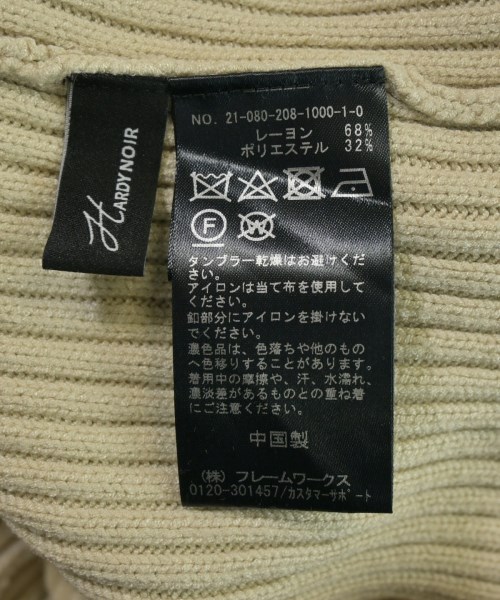 HARDY NOIR
NO. 21-080-208-1000-1-0
レーヨン 68%
ポリエステル 32%
F
W
タンブラー乾燥はお避けください。
アイロンは当て布を使用して
ください。
釦部分にアイロンを掛けない
でください。
濃色品は、色落ちや他のもの
へ色移りすることがあります。
着用中の摩擦や、汗、水濡れ、
濃淡差があるものとの重ね着
にご注意ください。
中国製
(株) フレームワークス
0120-301457/カスタマーサポート